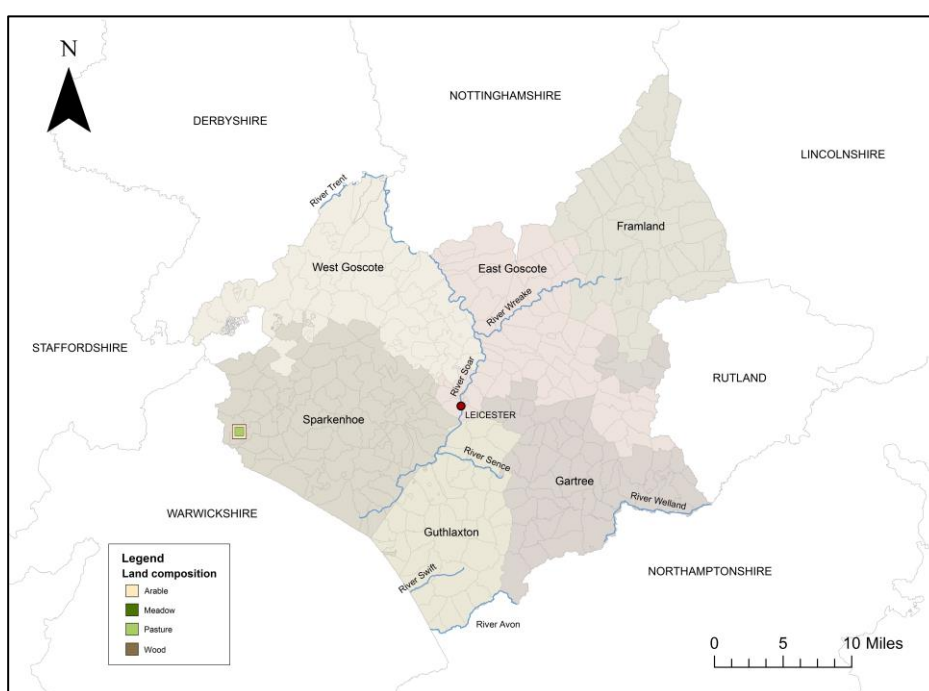 N
NOTTINGHAMSHIRE
DERBYSHIRE
LINCOLNSHIRE
River Trent
Framland
West Goscote
East Goscote
River Wreake
STAFFORDSHIRE
River Soar
RUTLAND
Sparkenhoe
LEICESTER
River Sence
Gartree
River Welland
WARWICKSHIRE
Guthlaxton
Legend
Land composition
Arable
Meadow
Pasture
Wood
River Swift
NORTHAMPTONSHIRE
River Avon
0 5 10 Miles